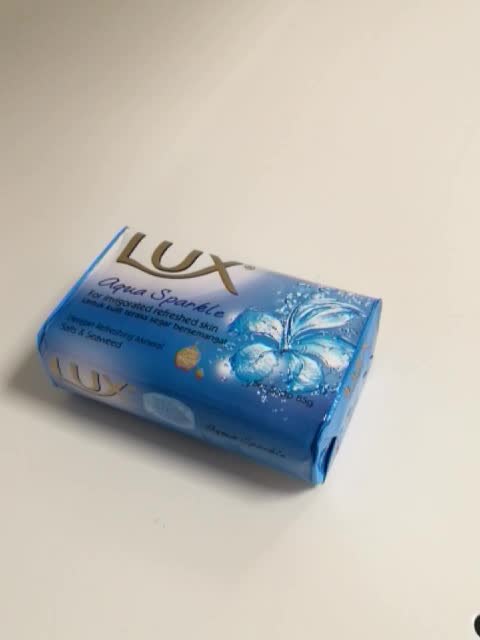 LUX®
Aqua Sparkle
For invigorated refreshed skin
Untuk kulit terasa segar bersemangat
Dengan Refreshing Mineral
Salts & Seaweed
85g
LUX
Aqua Sparkle